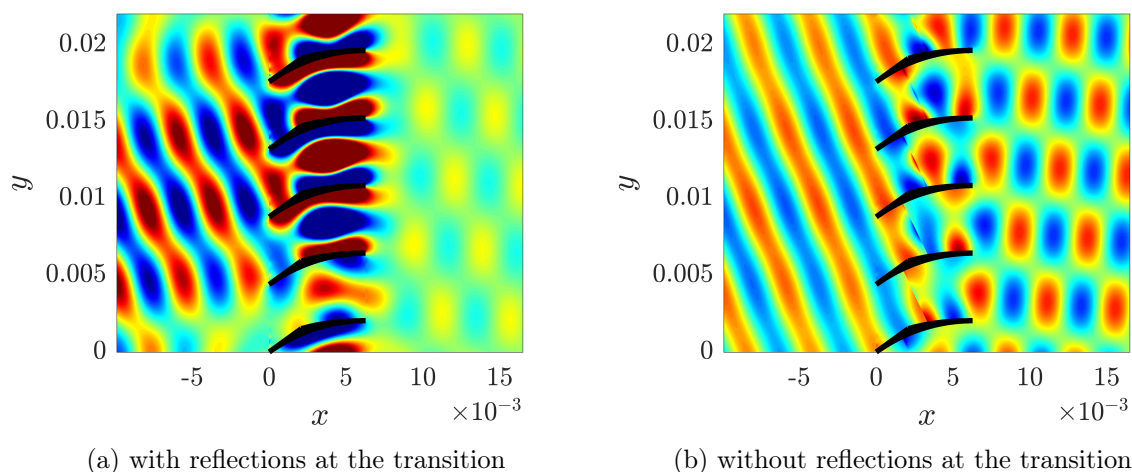 0.02
0.015
0.01
0.005
0
y
-5 0 5 10 15
×10⁻³
x
(a) with reflections at the transition
0.02
0.015
0.01
0.005
0
y
-5 0 5 10 15
×10⁻³
x
(b) without reflections at the transition